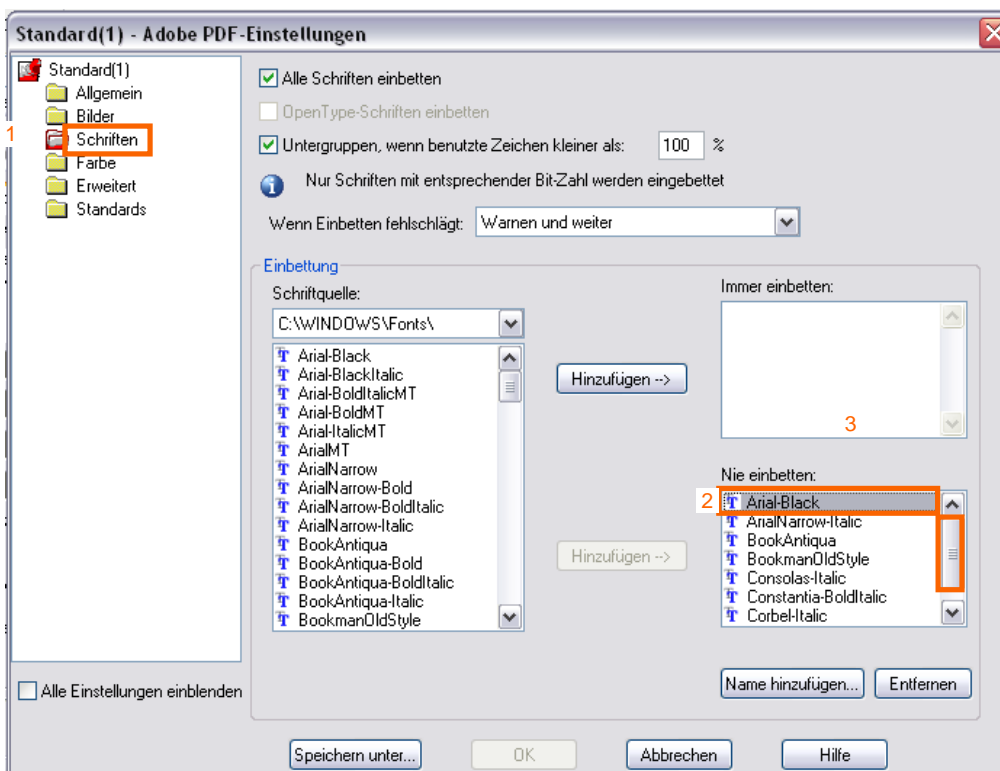 Standard(1) - Adobe PDF-Einstellungen
Standard(1)
Allgemein
Bilder
1
Schriften
Farbe
Erweitert
Standards
Alle Einstellungen einblenden
Alle Schriften einbetten
OpenType-Schriften einbetten
Untergruppen, wenn benutzte Zeichen kleiner als: 100 %
Nur Schriften mit entsprechender Bit-Zahl werden eingebettet
Wenn Einbetten fehlschlägt: Warnen und weiter
Einbettung
Schriftquelle:
C:\WINDOWS\Fonts\
Arial-Black
Arial-BlackItalic
Arial-BoldItalicMT
Arial-BoldMT
Arial-ItalicMT
ArialMT
ArialNarrow
ArialNarrow-Bold
ArialNarrow-BoldItalic
ArialNarrow-Italic
BookAntiqua
BookAntiqua-Bold
BookAntiqua-BoldItalic
BookAntiqua-Italic
BookmanOldStyle
Hinzufügen -->
Hinzufügen -->
Immer einbetten:
3
Nie einbetten:
2
Arial-Black
ArialNarrow-Italic
BookAntiqua
BookmanOldStyle
Consolas-Italic
Constantia-BoldItalic
Corbel-Italic
Name hinzufügen...
Entfernen
Speichern unter...
OK
Abbrechen
Hilfe